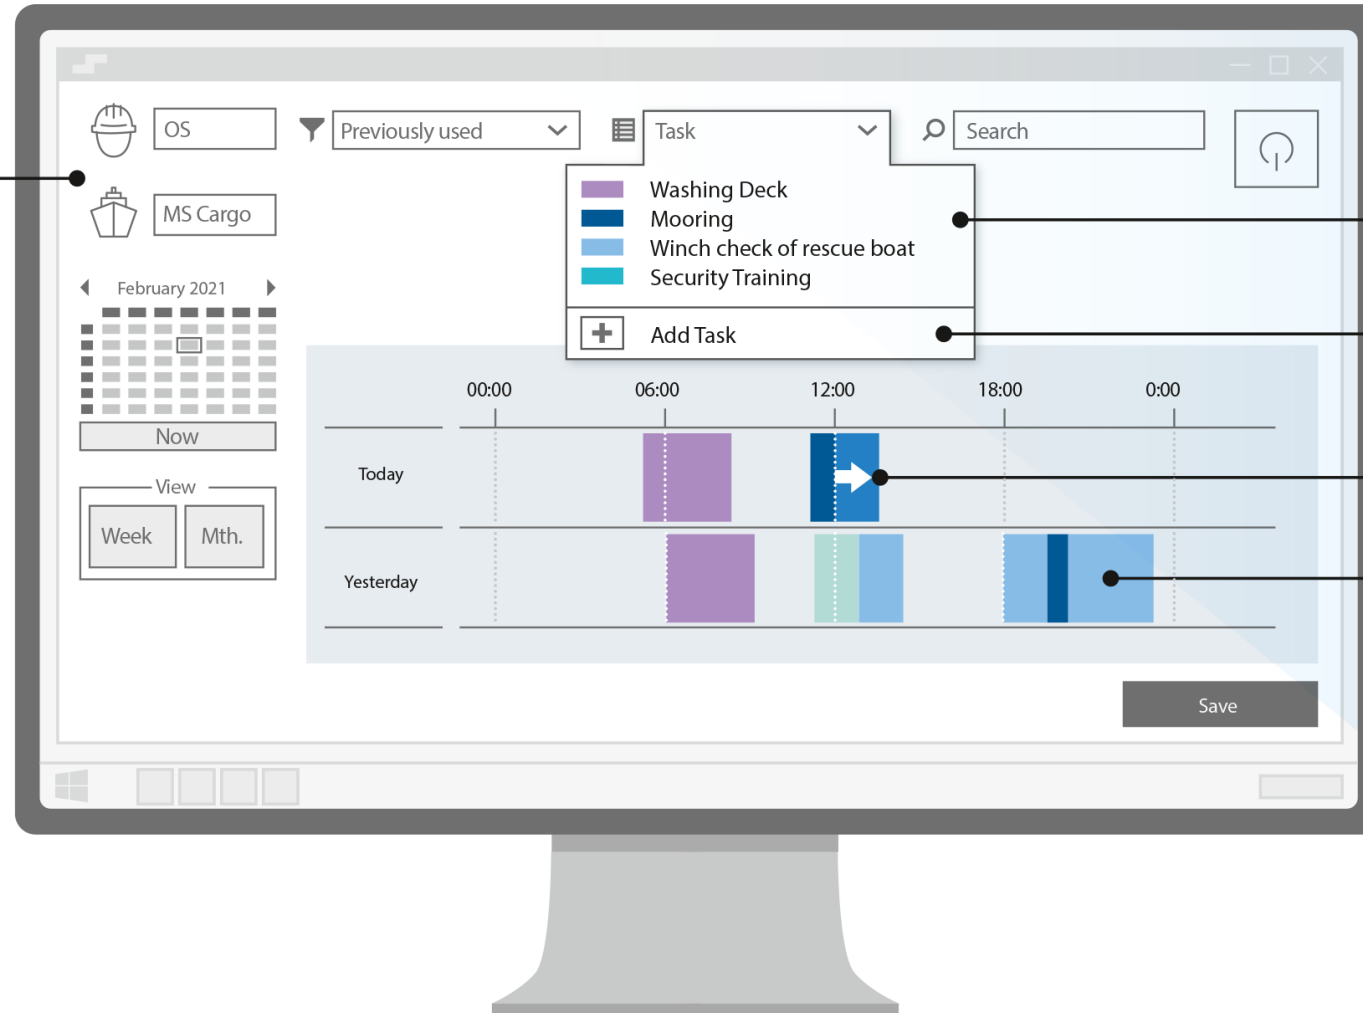 OS
Previously used
Task
Search
MS Cargo
Washing Deck
Mooring
Winch check of rescue boat
Security Training
Add Task
February 2021
Now
View
Week
Mth.
00:00
06:00
12:00
18:00
0:00
Today
Yesterday
Save